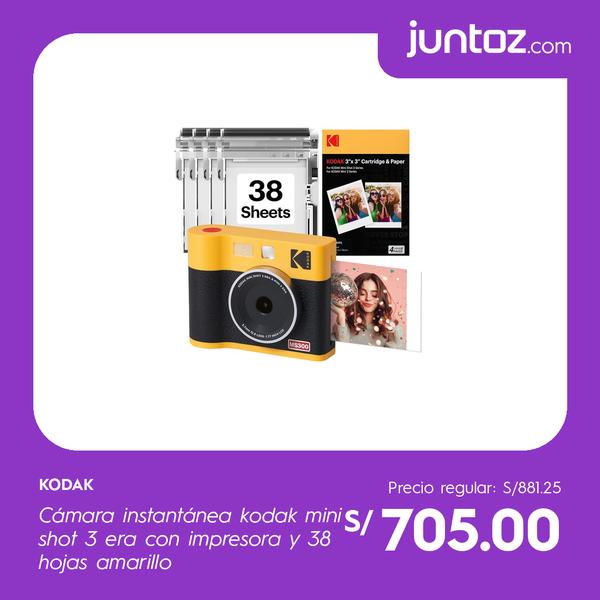 juntoz.com
38
Sheets
KODAK 3"x 3" Cartridge & Paper
KODAK
MS300
KODAK
Cámara instantánea kodak mini
shot 3 era con impresora y 38
hojas amarillo
Precio regular: S/881.25
S/ 705.00